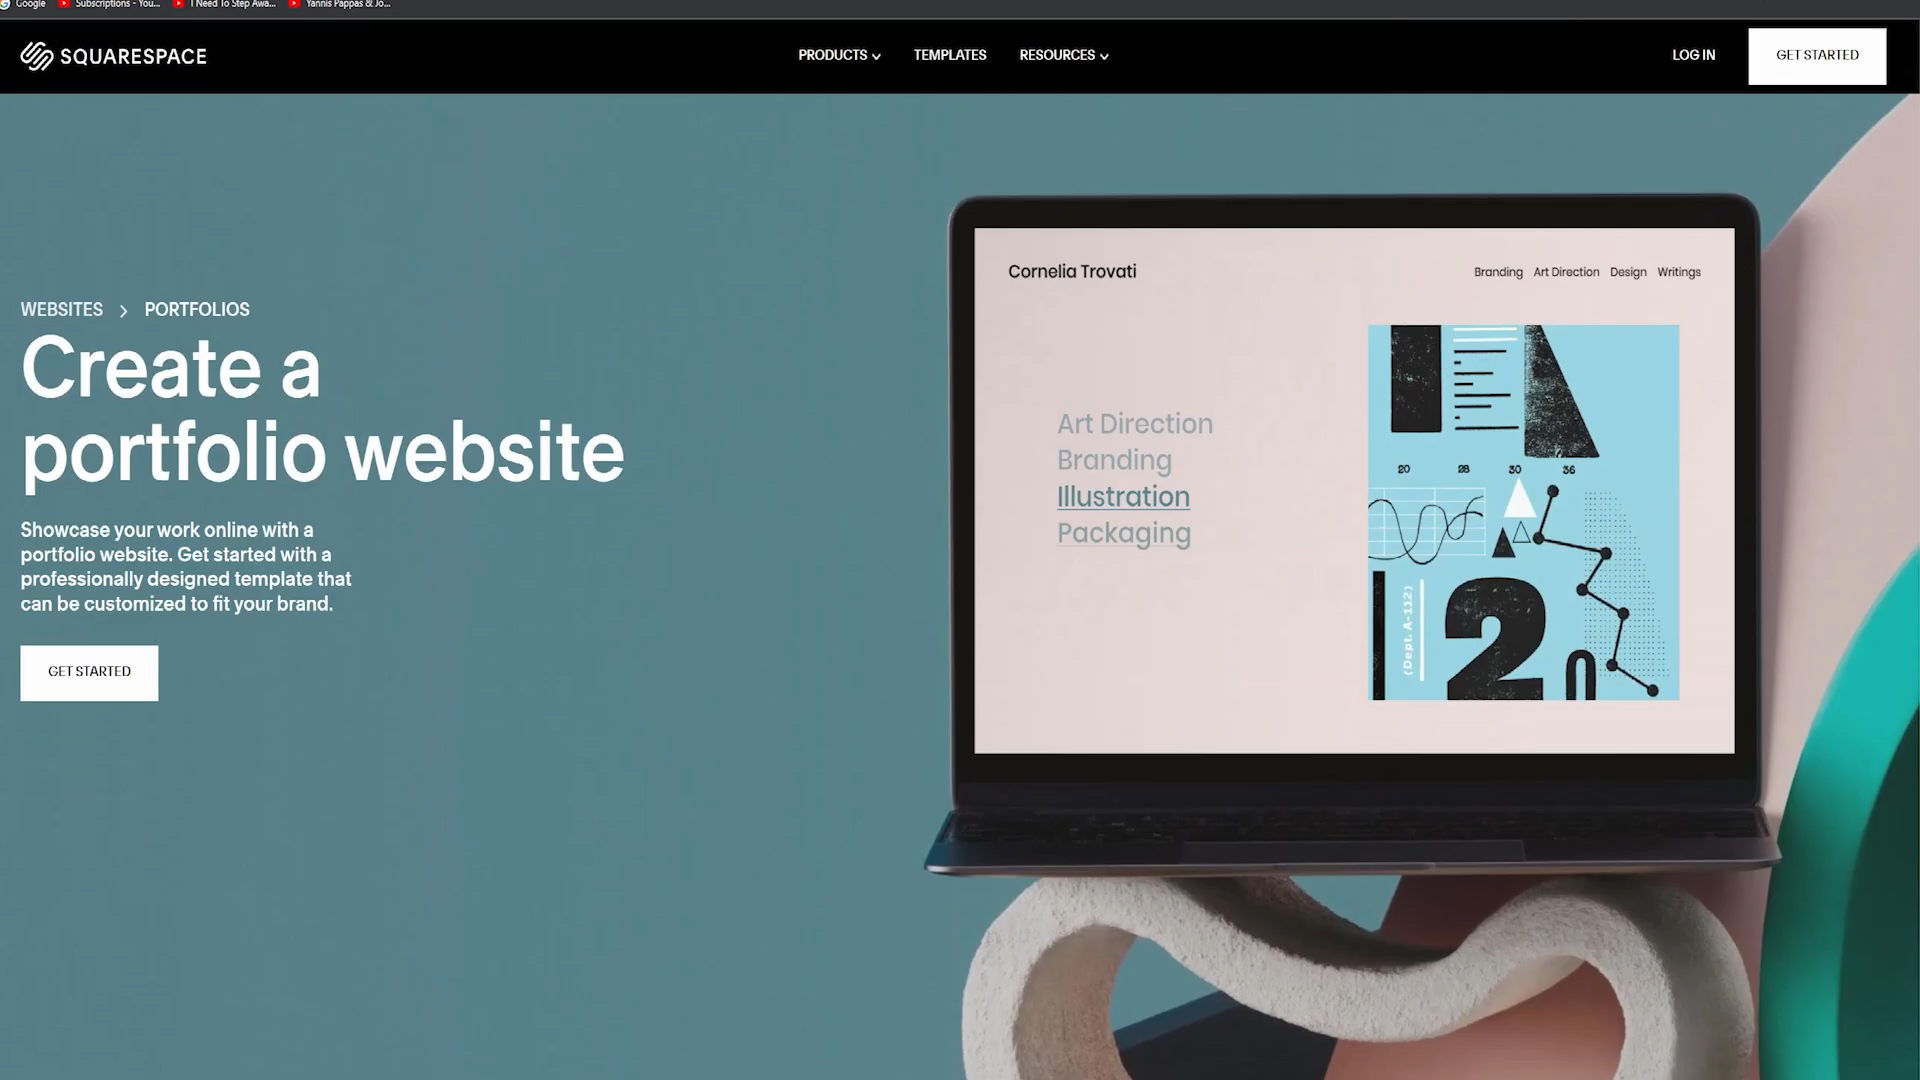 Google
Subscriptions - You...
I Need To Step Awa...
Yannis Pappas & Jo...
SQUARESPACE
PRODUCTS
TEMPLATES
RESOURCES
LOG IN
GET STARTED
WEBSITES > PORTFOLIOS
Create a
portfolio website
Showcase your work online with a
portfolio website. Get started with a
professionally designed template that
can be customized to fit your brand.
GET STARTED
Cornelia Trovati
Branding Art Direction Design Writings
Art Direction
Branding
Illustration
Packaging
20 28 30 36
(Dept. A-112)
2